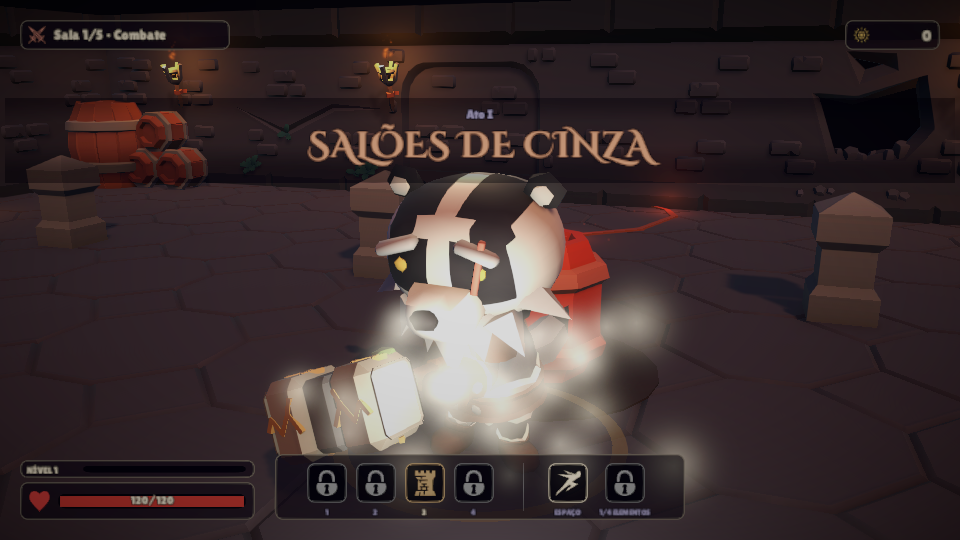 Sala 1/5 - Combate
0
Ato I
SALÕES DE CINZA
NÍVEL 1
120/120
1 2 3 4 ESPAÇO 1/4 ELEMENTOS